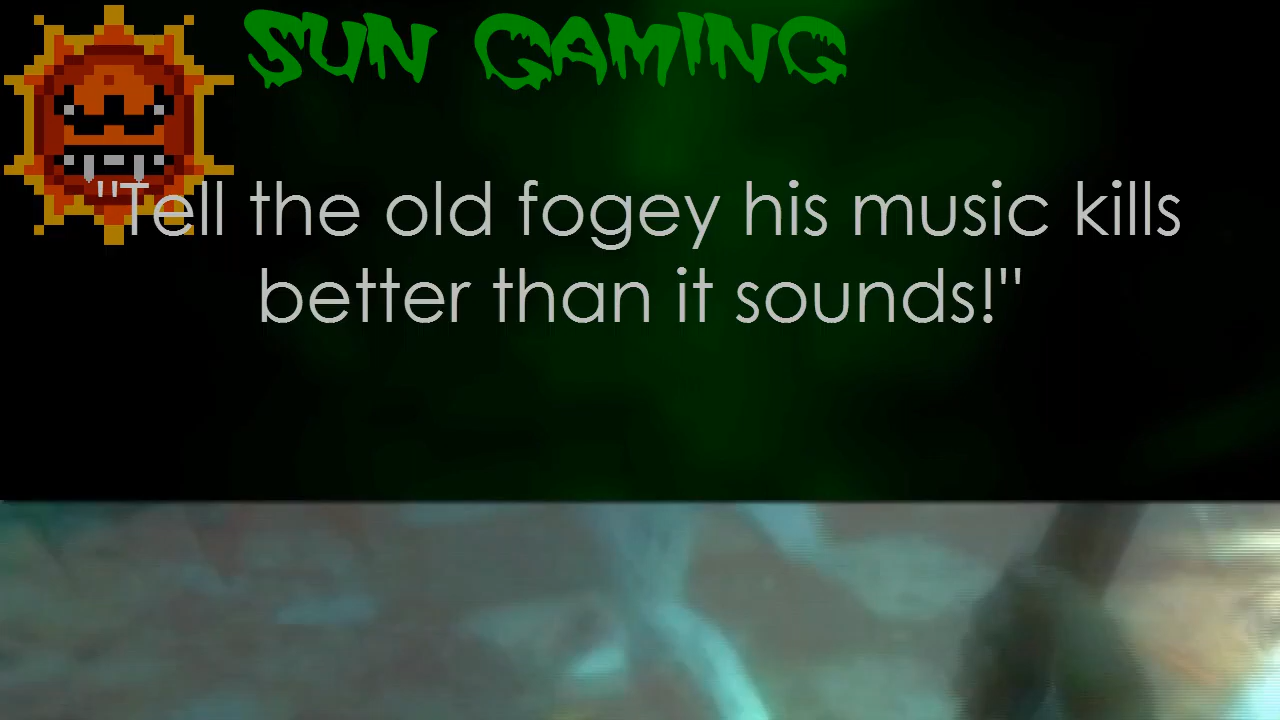 SUN GAMING
"Tell the old fogey his music kills
better than it sounds!"